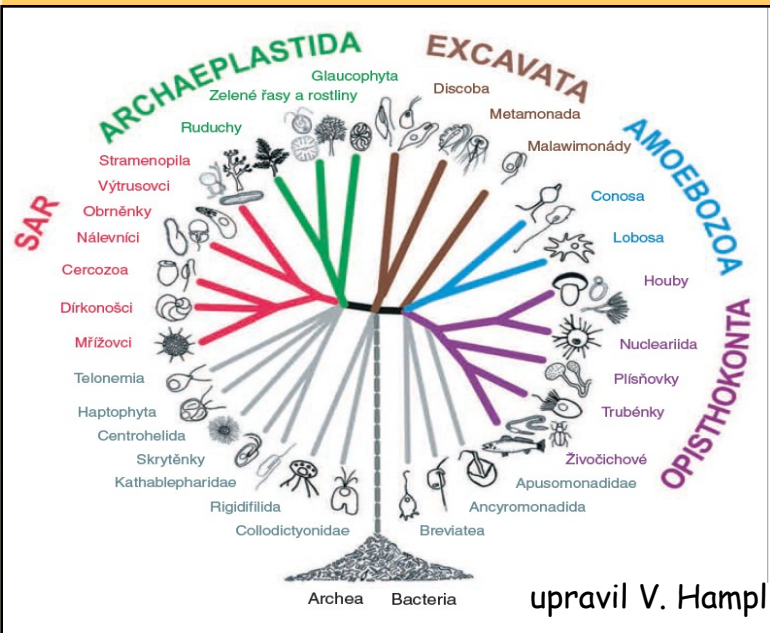 ARCHAEPLASTIDA
EXCAVATA
AMOEBOZOA
OPISTHOKONTA
SAR
Glaucophyta
Zelené řasy a rostliny
Ruduchy
Stramenopila
Výtrusovci
Obrněnky
Nálevníci
Cercozoa
Dírkonošci
Mřížovci
Telonemia
Haptophyta
Centrohelida
Skrytěnky
Kathablepharidae
Rigidifilida
Collodictyonidae
Discoba
Metamonada
Malawimonády
Conosa
Lobosa
Houby
Nucleariida
Plísňovky
Trubénky
Živočichové
Apusomonadidae
Ancyromonadida
Breviatea
Archea Bacteria
upravil V. Hampl